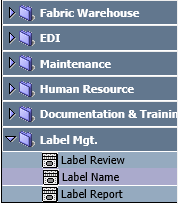 Fabric Warehouse
EDI
Maintenance
Human Resource
Documentation & Trainin
Label Mgt.
Label Review
Label Name
Label Report